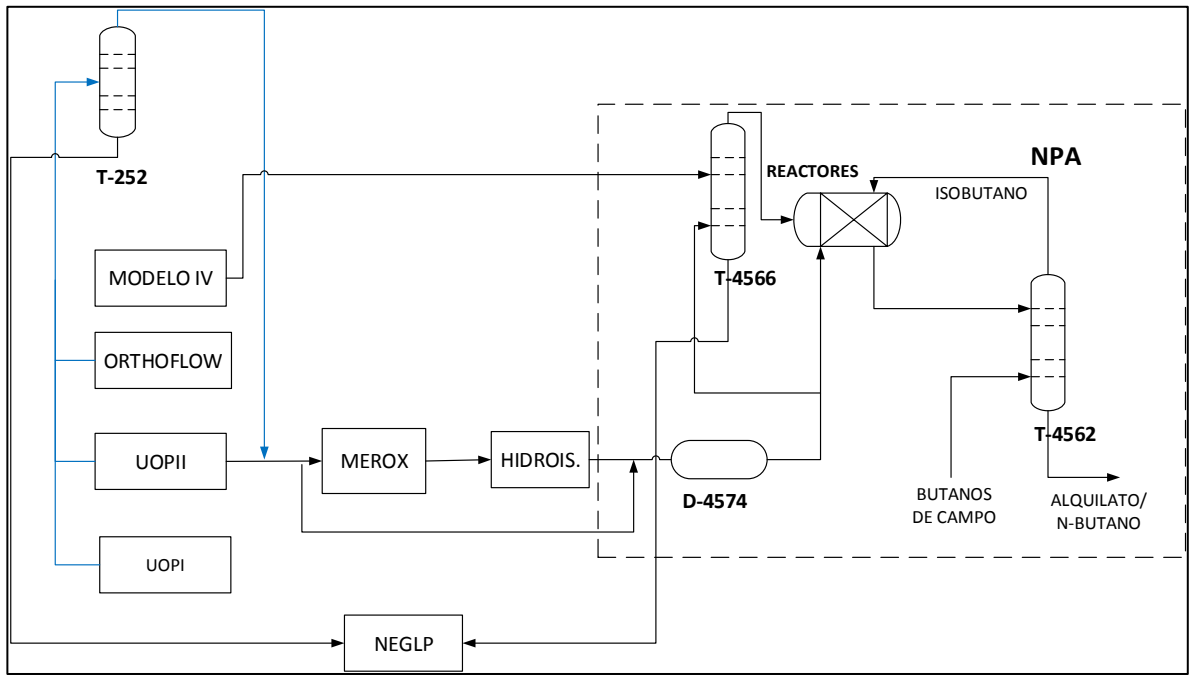 T-252
NPA
REACTORES
ISOBUTANO
MODELO IV
T-4566
ORTHOFLOW
T-4562
UOPII
MEROX
HIDROIS.
D-4574
BUTANOS
DE CAMPO
ALQUILATO/
N-BUTANO
UOPI
NEGLP